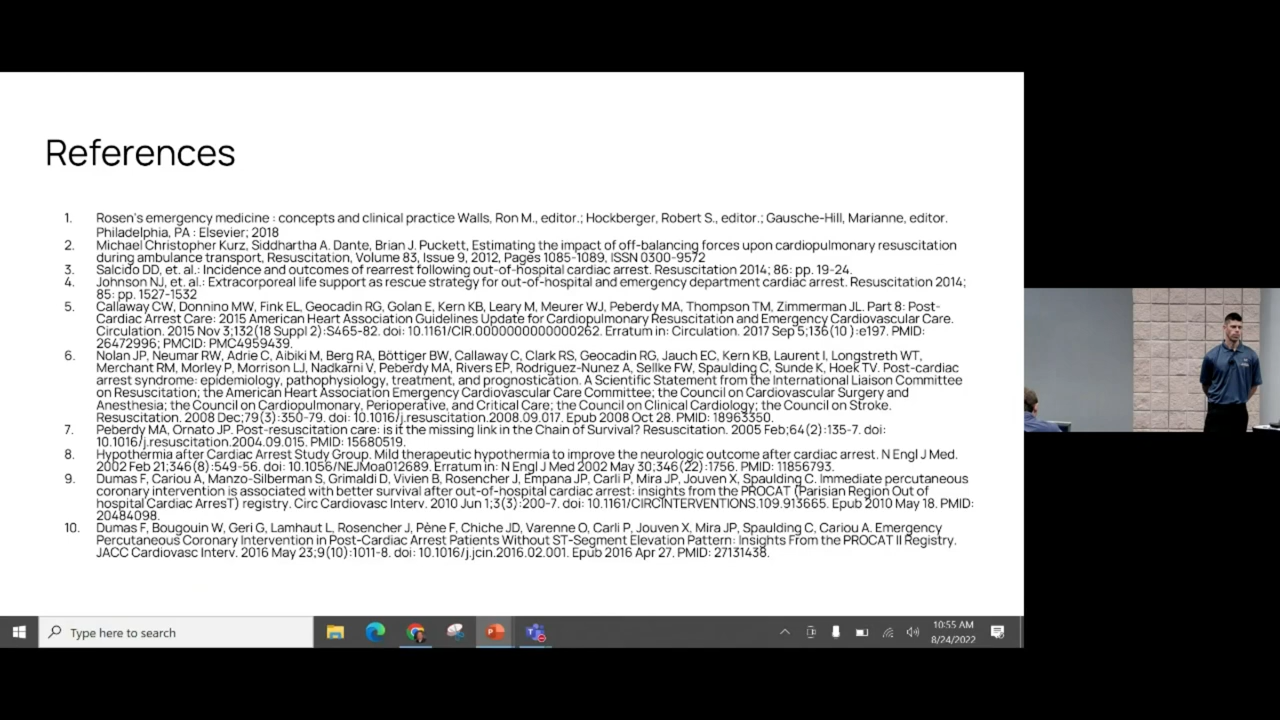 References
1. Rosen's emergency medicine : concepts and clinical practice Walls, Ron M., editor.; Hockberger, Robert S., editor.; Gausche-Hill, Marianne, editor.
Philadelphia, PA : Elsevier; 2018
2. Michael Christopher Kurz, Siddhartha A. Dante, Brian J. Puckett, Estimating the impact of off-balancing forces upon cardiopulmonary resuscitation
during ambulance transport, Resuscitation, Volume 83, Issue 9, 2012, Pages 1085-1089, ISSN 0300-9572
3. Salcido DD, et. al.: Incidence and outcomes of rearrest following out-of-hospital cardiac arrest. Resuscitation 2014; 86: pp. 19-24.
4. Johnson NJ, et. al.: Extracorporeal life support as rescue strategy for out-of-hospital and emergency department cardiac arrest. Resuscitation 2014;
85: pp. 1527-1532
5. Callaway CW, Donnino MW, Fink EL, Geocadin RG, Golan E, Kern KB, Leary M, Meurer WJ, Peberdy MA, Thompson TM, Zimmerman JL. Part 8: Post-
Cardiac Arrest Care: 2015 American Heart Association Guidelines Update for Cardiopulmonary Resuscitation and Emergency Cardiovascular Care.
Circulation. 2015 Nov 3;132(18 Suppl 2):S465-82. doi: 10.1161/CIR.0000000000000262. Erratum in: Circulation. 2017 Sep 5;136(10 ):e197. PMID:
26472996; PMCID: PMC4959439.
6. Nolan JP, Neumar RW, Adrie C, Aibiki M, Berg RA, Böttiger BW, Callaway C, Clark RS, Geocadin RG, Jauch EC, Kern KB, Laurent I, Longstreth WT,
Merchant RM, Morley P, Morrison LJ, Nadkarni V, Peberdy MA, Rivers EP, Rodriguez-Nunez A, Sellke FW, Spaulding C, Sunde K, Hoek TV. Post-cardiac
arrest syndrome: epidemiology, pathophysiology, treatment, and prognostication. A Scientific Statement from the International Liaison Committee
on Resuscitation; the American Heart Association Emergency Cardiovascular Care Committee; the Council on Cardiovascular Surgery and
Anesthesia; the Council on Cardiopulmonary, Perioperative, and Critical Care; the Council on Clinical Cardiology; the Council on Stroke.
Resuscitation. 2008 Dec;79(3):350-79. doi: 10.1016/j.resuscitation.2008.09.017. Epub 2008 Oct 28. PMID: 18963350.
7. Peberdy MA, Ornato JP. Post-resuscitation care: is it the missing link in the Chain of Survival? Resuscitation. 2005 Feb;64(2):135-7. doi:
10.1016/j.resuscitation.2004.09.015. PMID: 15680519.
8. Hypothermia after Cardiac Arrest Study Group. Mild therapeutic hypothermia to improve the neurologic outcome after cardiac arrest. N Engl J Med.
2002 Feb 21;346(8):549-56. doi: 10.1056/NEJMoa012689. Erratum in: N Engl J Med 2002 May 30;346(22):1756. PMID: 11856793.
9. Dumas F, Cariou A, Manzo-Silberman S, Grimaldi D, Vivien B, Rosencher J, Empana JP, Carli P, Mira JP, Jouven X, Spaulding C. Immediate percutaneous
coronary intervention is associated with better survival after out-of-hospital cardiac arrest: insights from the PROCAT (Parisian Region Out of
hospital Cardiac ArresT) registry. Circ Cardiovasc Interv. 2010 Jun 1;3(3):200-7. doi: 10.1161/CIRCINTERVENTIONS.109.913665. Epub 2010 May 18. PMID:
20484098.
10. Dumas F, Bougouin W, Geri G, Lamhaut L, Rosencher J, Pène F, Chiche JD, Varenne O, Carli P, Jouven X, Mira JP, Spaulding C, Cariou A. Emergency
Percutaneous Coronary Intervention in Post-Cardiac Arrest Patients Without ST-Segment Elevation Pattern: Insights From the PROCAT II Registry.
JACC Cardiovasc Interv. 2016 May 23;9(10):1011-8. doi: 10.1016/j.jcin.2016.02.001. Epub 2016 Apr 27. PMID: 27131438.
Type here to search
10:55 AM
8/24/2022